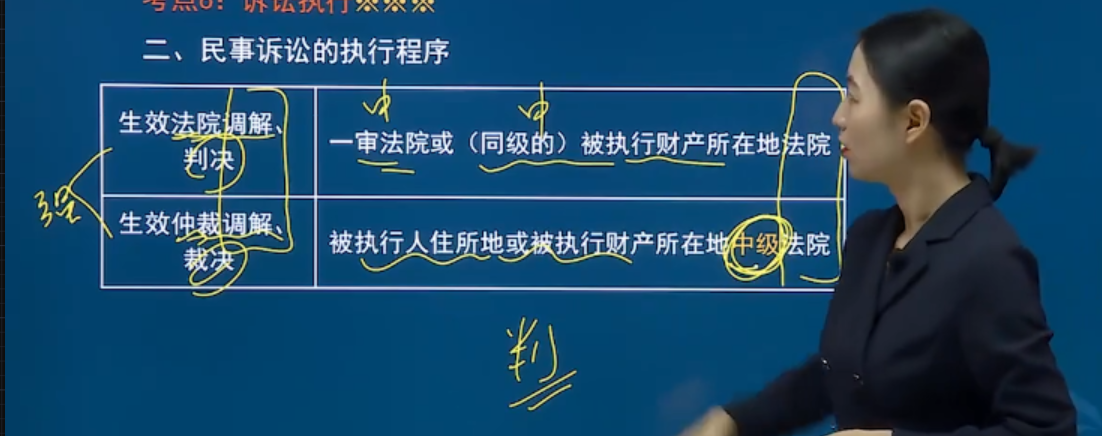 考点6：诉讼执行※※※
二、民事诉讼的执行程序
生效法院调解、
判决
一审法院或（同级的）被执行财产所在地法院
中
中
强
生效仲裁调解、
裁决
被执行人住所地或被执行财产所在地中级法院
判